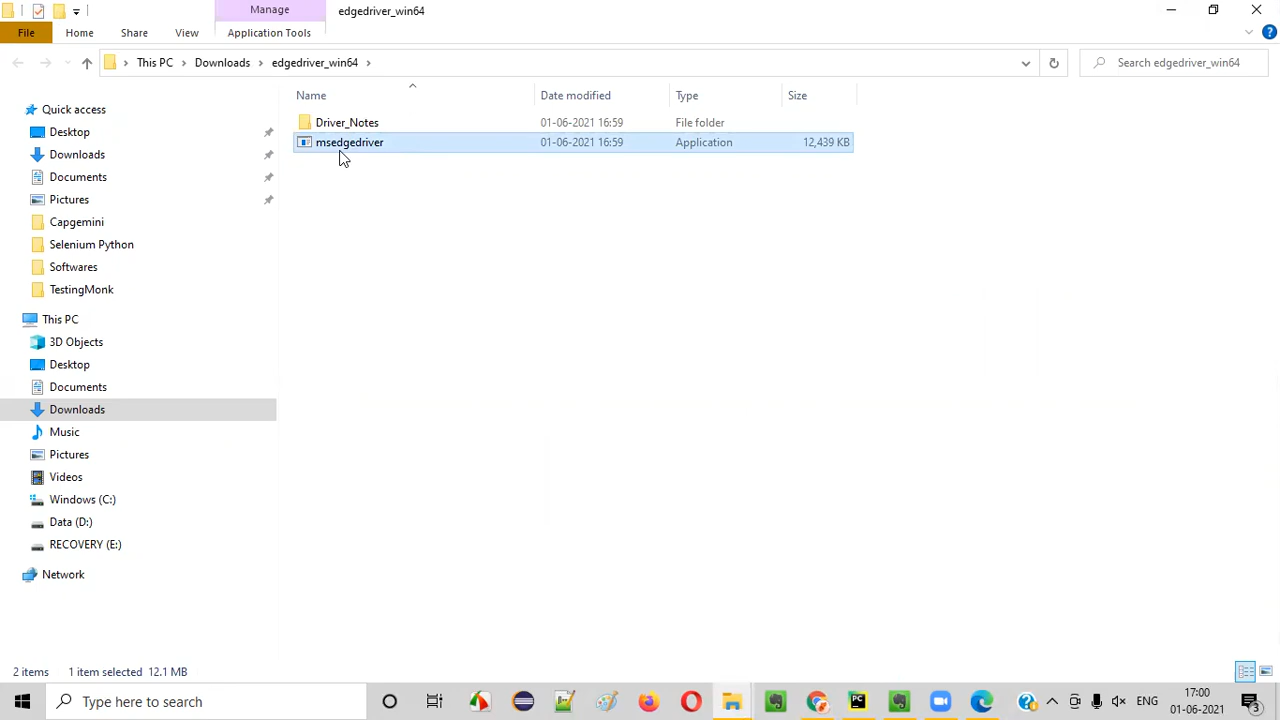 Manage
edgedriver_win64
File
Home
Share
View
Application Tools
This PC
Downloads
edgedriver_win64
Search edgedriver_win64
Name
Date modified
Type
Size
Driver_Notes
01-06-2021 16:59
File folder
msedgedriver
01-06-2021 16:59
Application
12,439 KB
Quick access
Desktop
Downloads
Documents
Pictures
Capgemini
Selenium Python
Softwares
TestingMonk
This PC
3D Objects
Desktop
Documents
Downloads
Music
Pictures
Videos
Windows (C:)
Data (D:)
RECOVERY (E:)
Network
2 items
1 item selected 12.1 MB
Type here to search
ENG
17:00
01-06-2021
3